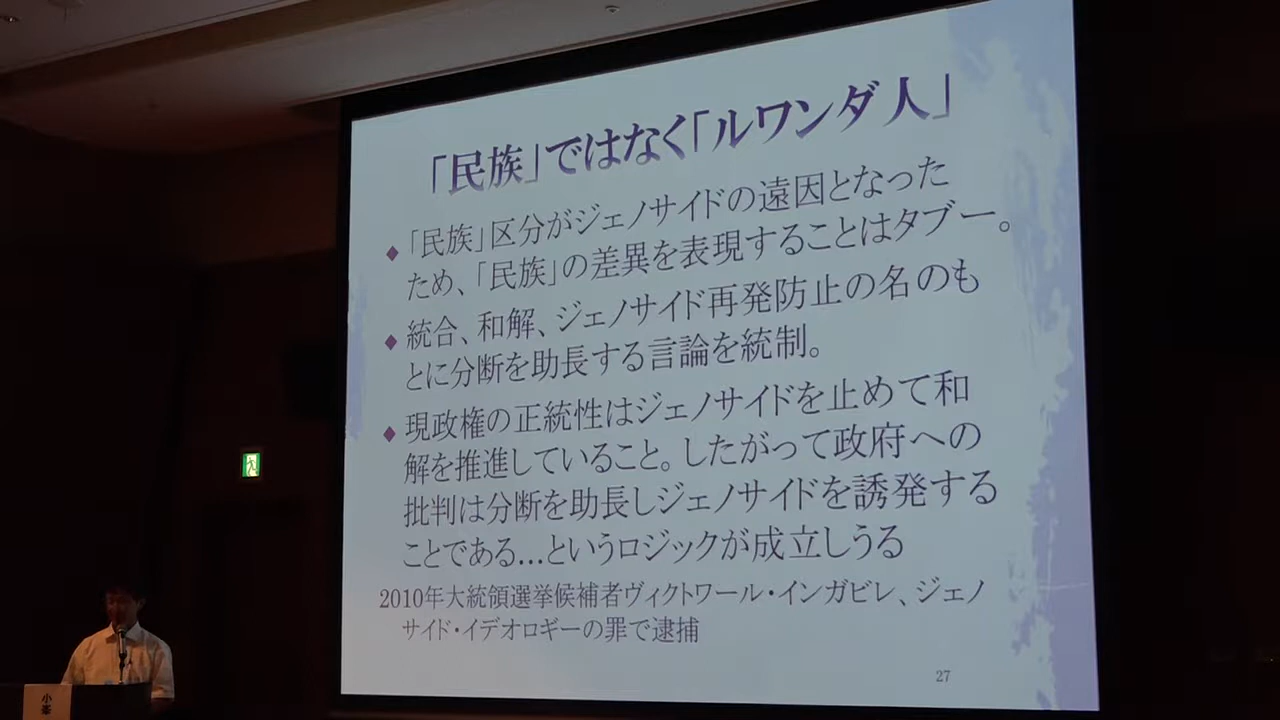 「民族」ではなく「ルワンダ人」
◆「民族」区分がジェノサイドの遠因となった
ため、「民族」の差異を表現することはタブー。
◆統合、和解、ジェノサイド再発防止の名のも
とに分断を助長する言論を統制。
◆現政権の正統性はジェノサイドを止めて和
解を推進していること。したがって政府への
批判は分断を助長しジェノサイドを誘発する
ことである…というロジックが成立しうる
2010年大統領選挙候補者ヴィクトワール・インガビレ、ジェノ
サイド・イデオロギーの罪で逮捕
27
小峯